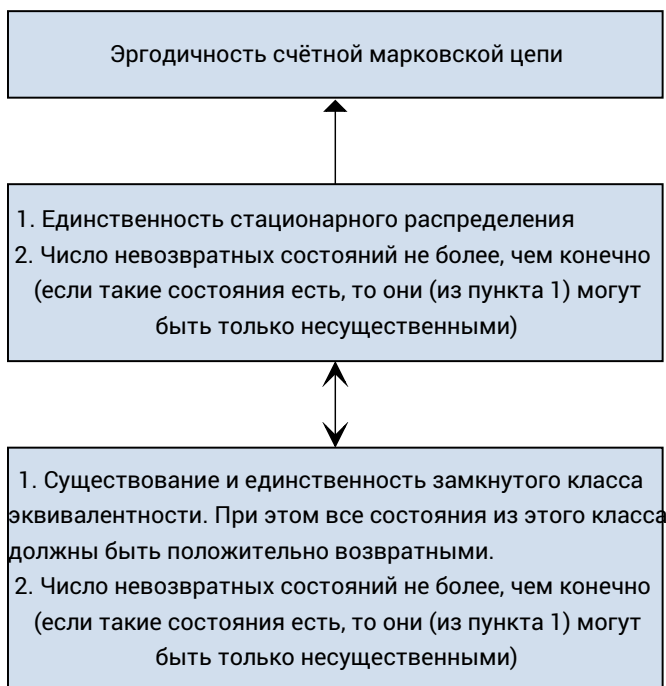 Эргодичность счётной марковской цепи
1. Единственность стационарного распределения
2. Число невозвратных состояний не более, чем конечно
(если такие состояния есть, то они (из пункта 1) могут
быть только несущественными)
1. Существование и единственность замкнутого класса
эквивалентности. При этом все состояния из этого класса
должны быть положительно возвратными.
2. Число невозвратных состояний не более, чем конечно
(если такие состояния есть, то они (из пункта 1) могут
быть только несущественными)